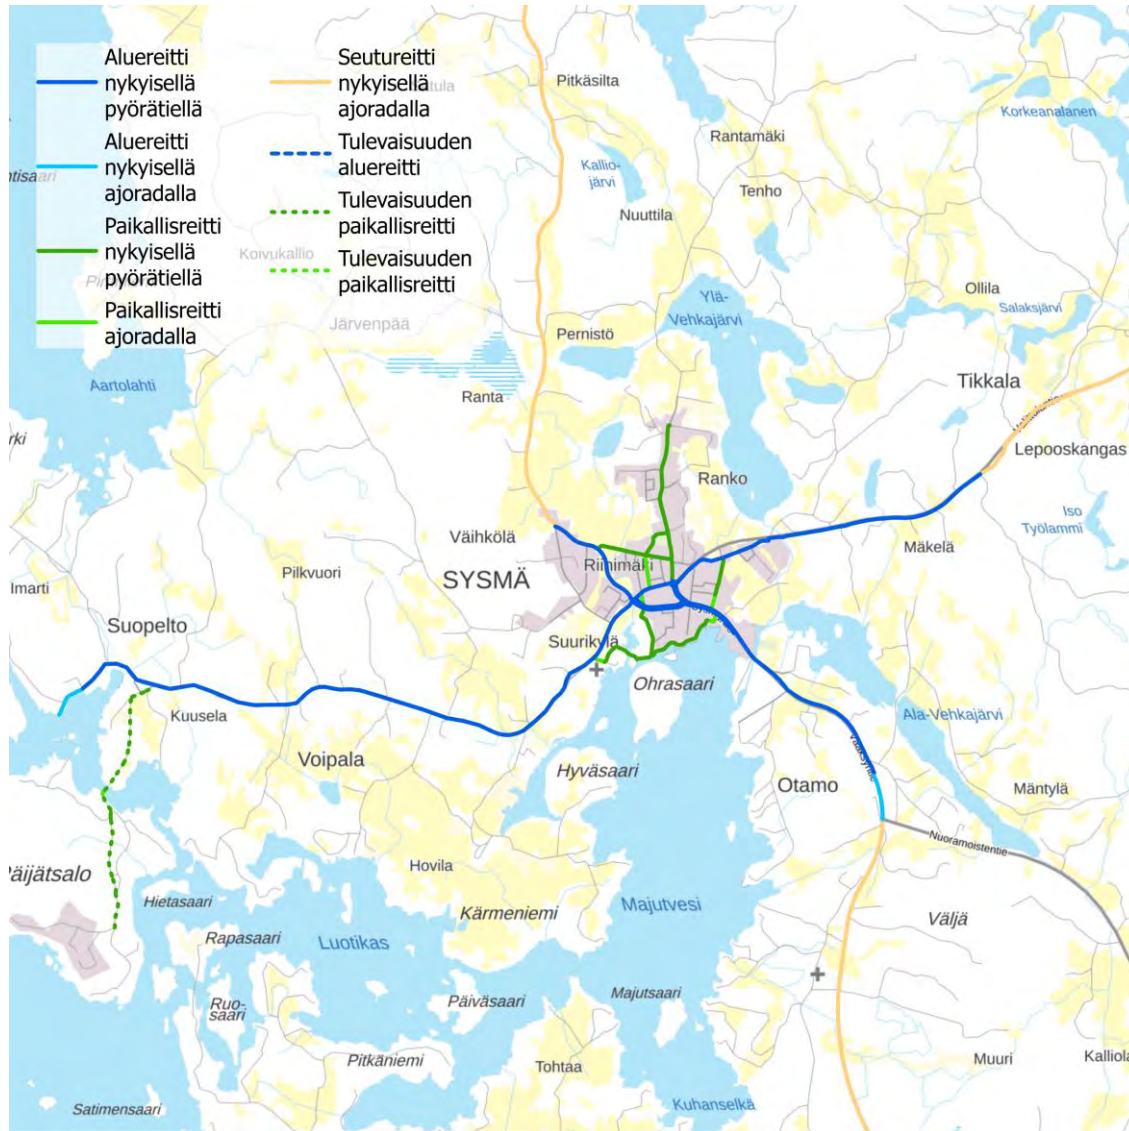 Aluereitti
nykyisellä
pyörätiellä
Aluereitti
nykyisellä
ajoradalla
Paikallisreitti
nykyisellä
pyörätiellä
Paikallisreitti
ajoradalla
Seutureitti
nykyisellä
ajoradalla
Tulevaisuuden
aluereitti
Tulevaisuuden
paikallisreitti
Tulevaisuuden
paikallisreitti
Pitkäsilta
Korkeanalanen
Rantamäki
Kallio-
järvi
Tenho
Nuuttila
Koivukallio
Ollila
Ylä-
Vehkajärvi
Salaksjärvi
Järvenpää
Pernistö
Aartolahti
Ranta
Tikkala
Lepooskangas
Ranko
Iso
Työlammi
Väihkölä
Mäkelä
Riihimäki
Pilkvuori
SYSMÄ
Imarti
Suopelto
Suurikylä
Ohrasaari
Kuusela
Ala-Vehkajärvi
Voipala
Hyväsaari
Otamo
Mäntylä
Nuoramoistentie
Hovila
Päijätsalo
Hietasaari
Kärmeniemi
Majutvesi
Väljä
Rapasaari
Luotikas
Ruo-
saari
Päiväsaari
Majutsaari
Pitkäniemi
Tohtaa
Muuri
Kalliola
Satimensaari
Kuhanselkä